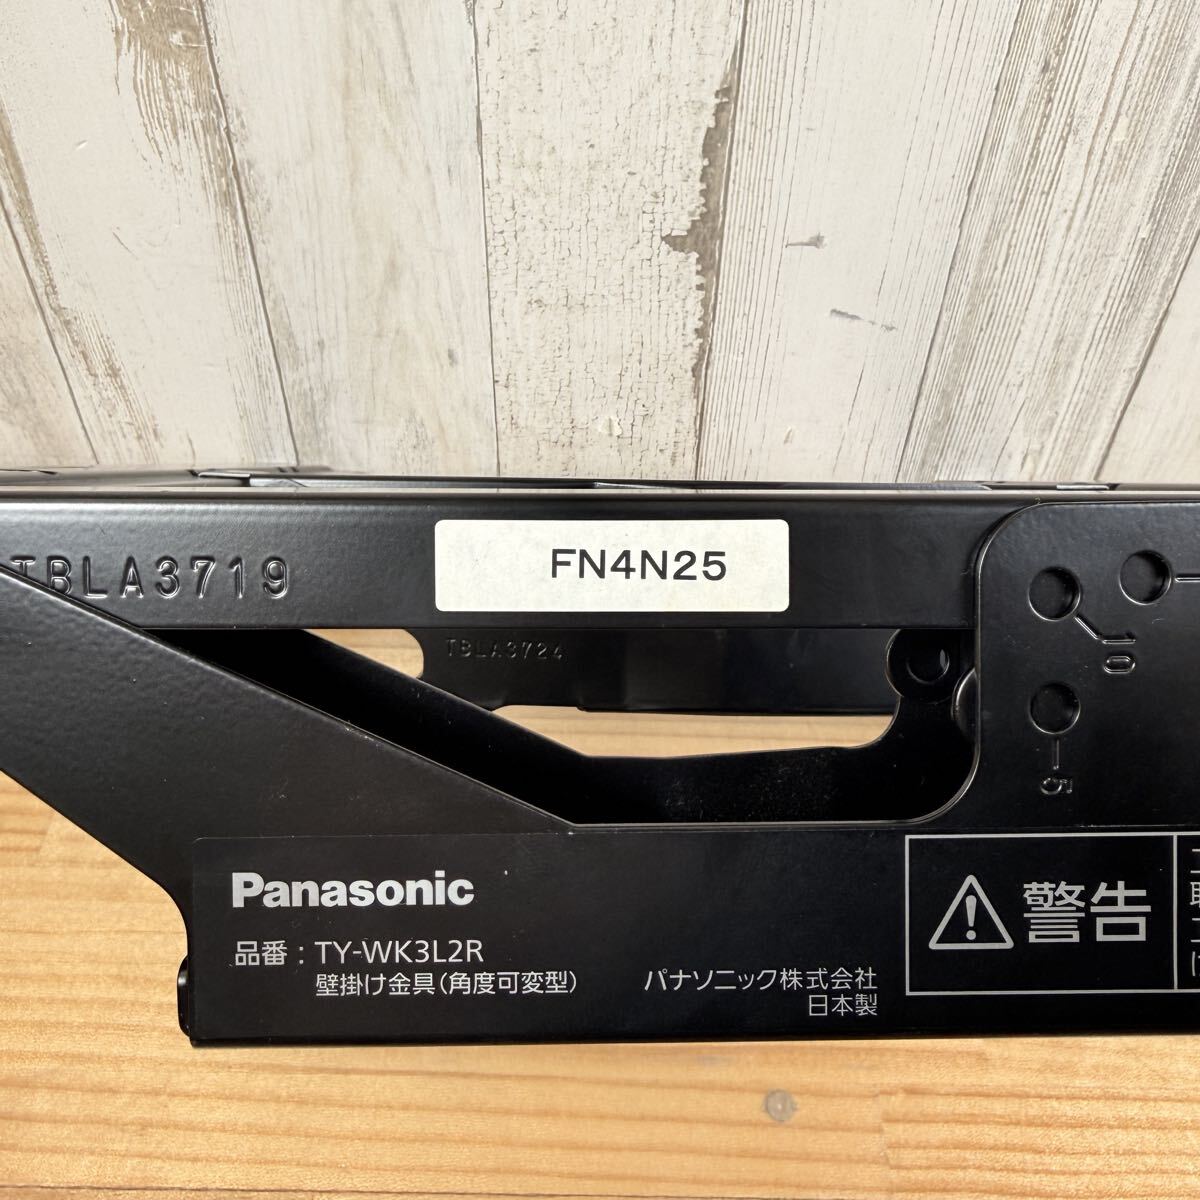 TBLA3719
FN4N25
TBLA3724
10
5
Panasonic
品番：TY-WK3L2R
壁掛け金具（角度可変型）
パナソニック株式会社
日本製
警告